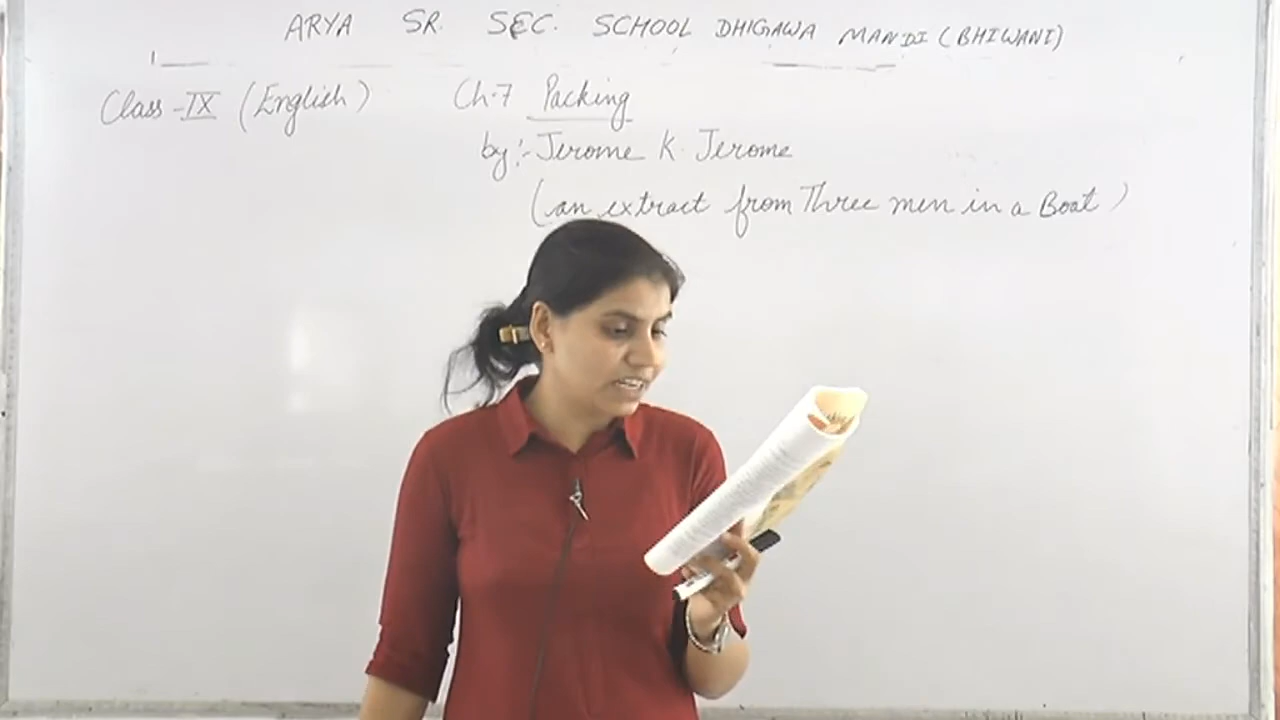 ARYA SR. SEC. SCHOOL DHIGAWA MANDI (BHIWANI)
Class -IX (English) Ch-7 Packing
by:- Jerome K. Jerome
(an extract from Three men in a Boat)